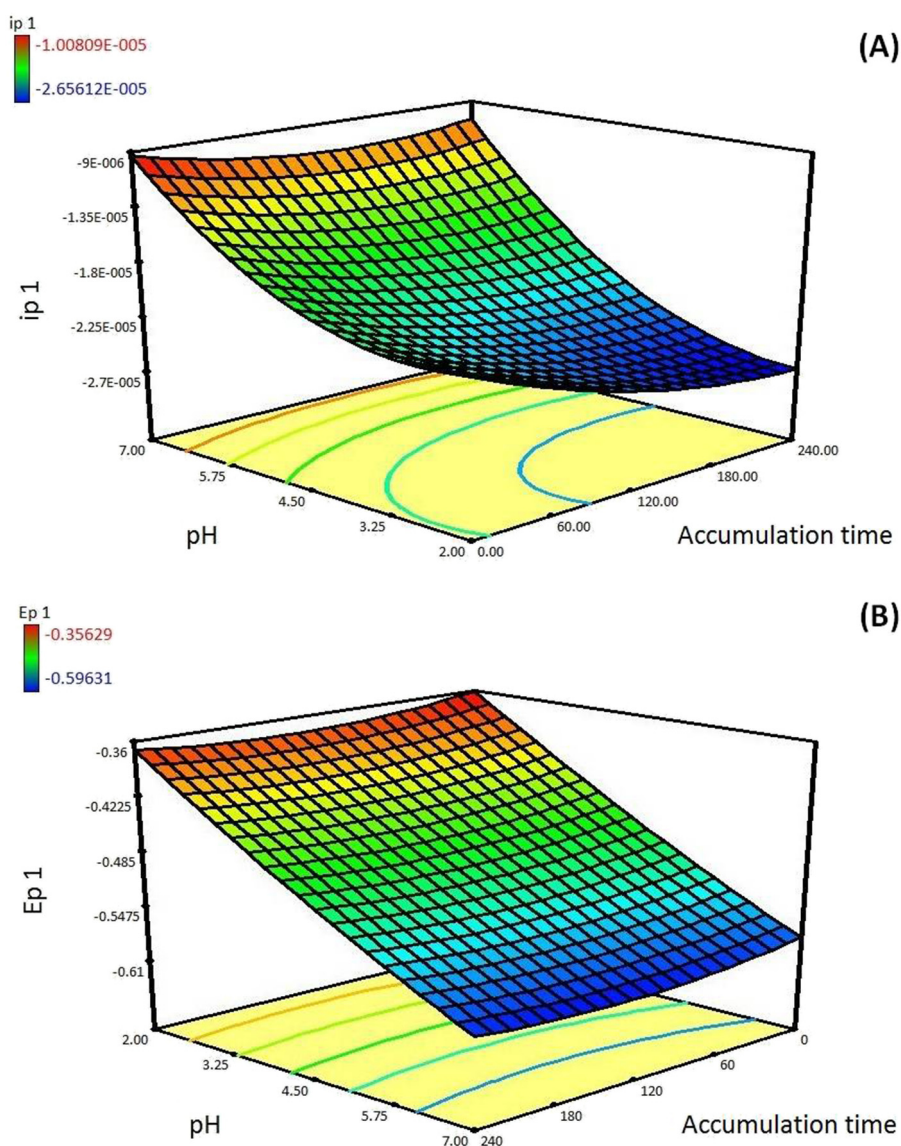 ip 1
-1.00809E-005
-2.65612E-005
(A)
-9E-006
-1.35E-005
-1.8E-005
-2.25E-005
-2.7E-005
ip 1
7.00
5.75
4.50
3.25
2.00
pH
0.00
60.00
120.00
180.00
240.00
Accumulation time
Ep 1
-0.35629
-0.59631
(B)
-0.36
-0.4225
-0.485
-0.5475
-0.61
Ep 1
2.00
3.25
4.50
5.75
7.00
pH
240
180
120
60
0
Accumulation time